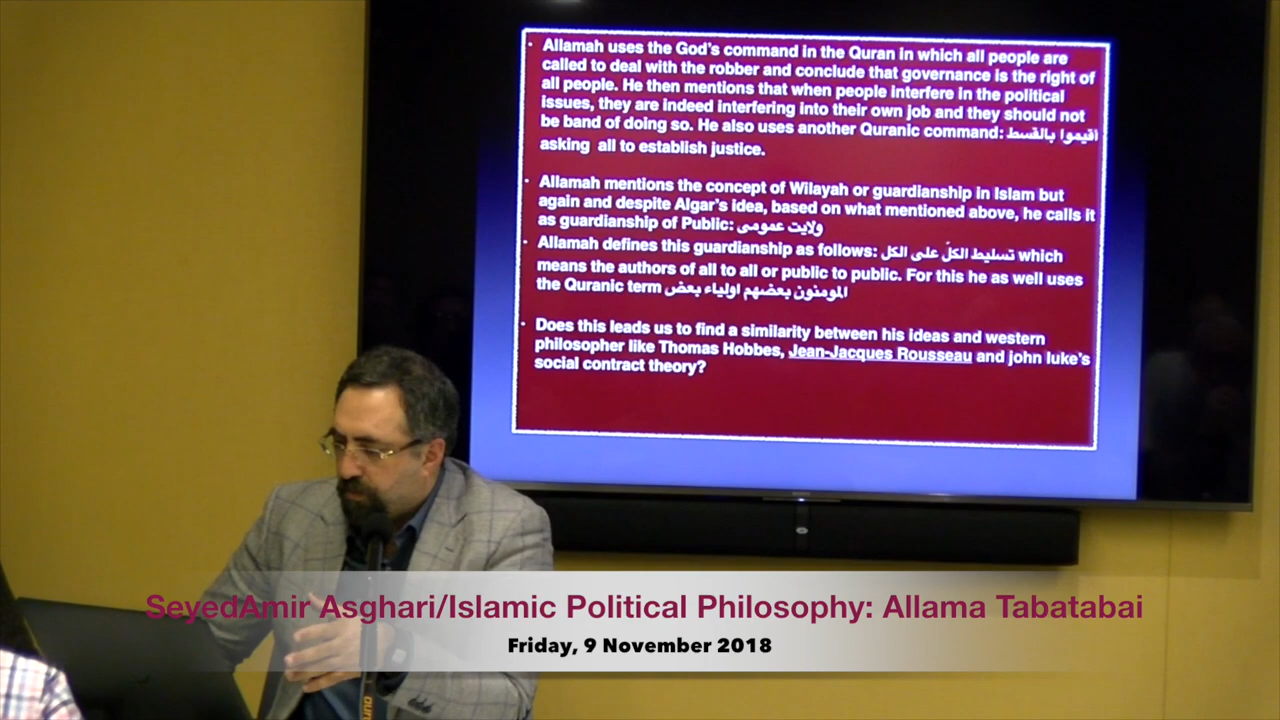 • Allamah uses the God's command in the Quran in which all people are
called to deal with the robber and conclude that governance is the right of
all people. He then mentions that when people interfere in the political
issues, they are indeed interfering into their own job and they should not
be band of doing so. He also uses another Quranic command: اقیموا بالقسط
asking all to establish justice.
• Allamah mentions the concept of Wilayah or guardianship in Islam but
again and despite Algar's idea, based on what mentioned above, he calls it
as guardianship of Public: ولایت عمومی
• Allamah defines this guardianship as follows: تسلیط الکلّ علی الکل which
means the authors of all to all or public to public. For this he as well uses
the Quranic term المومنون بعضهم اولیاء بعض
• Does this leads us to find a similarity between his ideas and western
philosopher like Thomas Hobbes, Jean-Jacques Rousseau and john luke's
social contract theory?
SeyedAmir Asghari/Islamic Political Philosophy: Allama Tabatabai
Friday, 9 November 2018